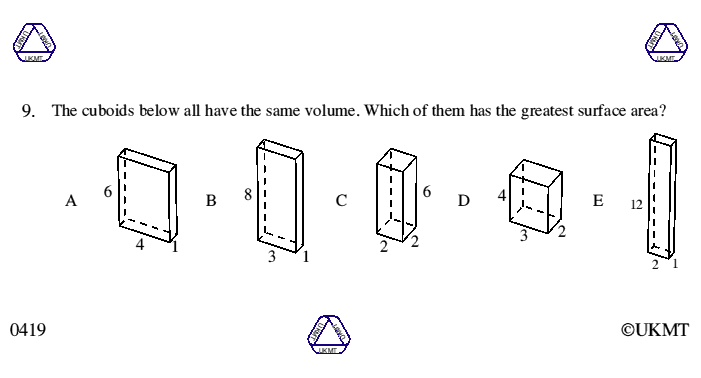 UKMT UKMT UKMT
UKMT UKMT UKMT
9. The cuboids below all have the same volume. Which of them has the greatest surface area?
A 6 4 1
B 8 3 1
C 6 2 2
D 4 3 2
E 12 2 1
UKMT UKMT UKMT
0419
©UKMT